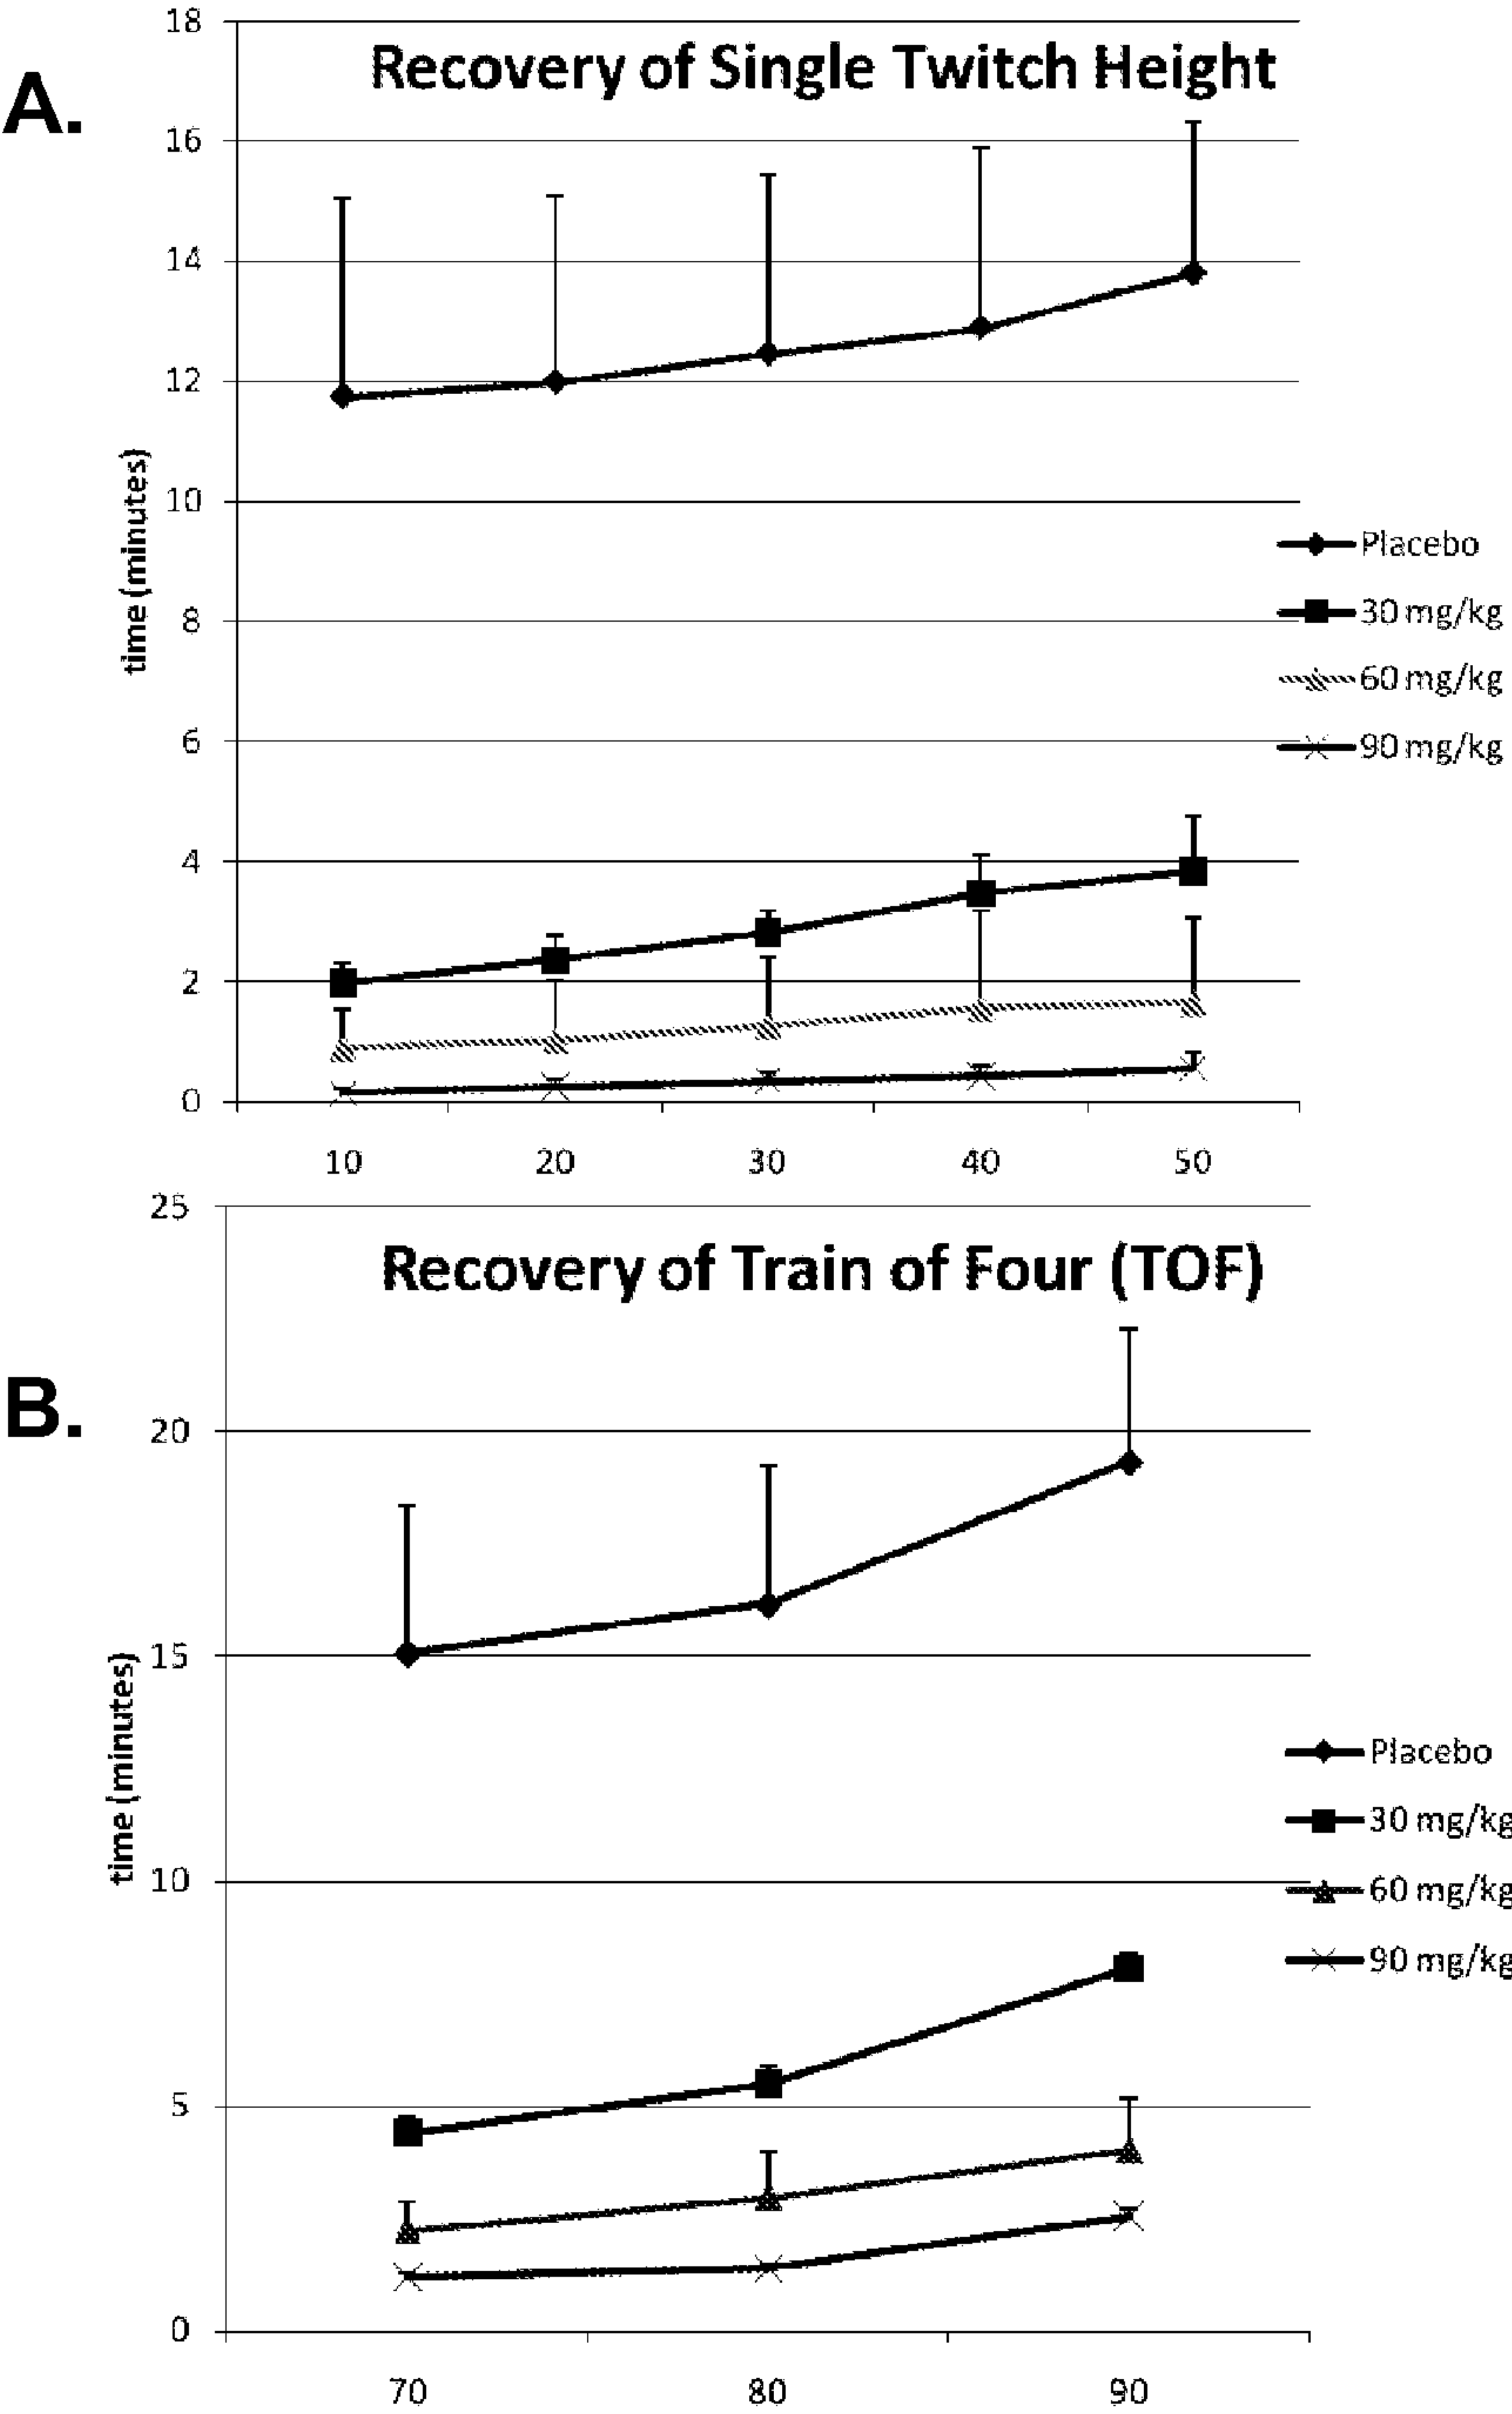 A.
Recovery of Single Twitch Height
18
16
14
12
10
8
6
4
2
0
time (minutes)
10 20 30 40 50
Placebo
30 mg/kg
60 mg/kg
90 mg/kg
B.
Recovery of Train of Four (TOF)
25
20
15
10
5
0
time (minutes)
70 80 90
Placebo
30 mg/kg
60 mg/kg
90 mg/kg